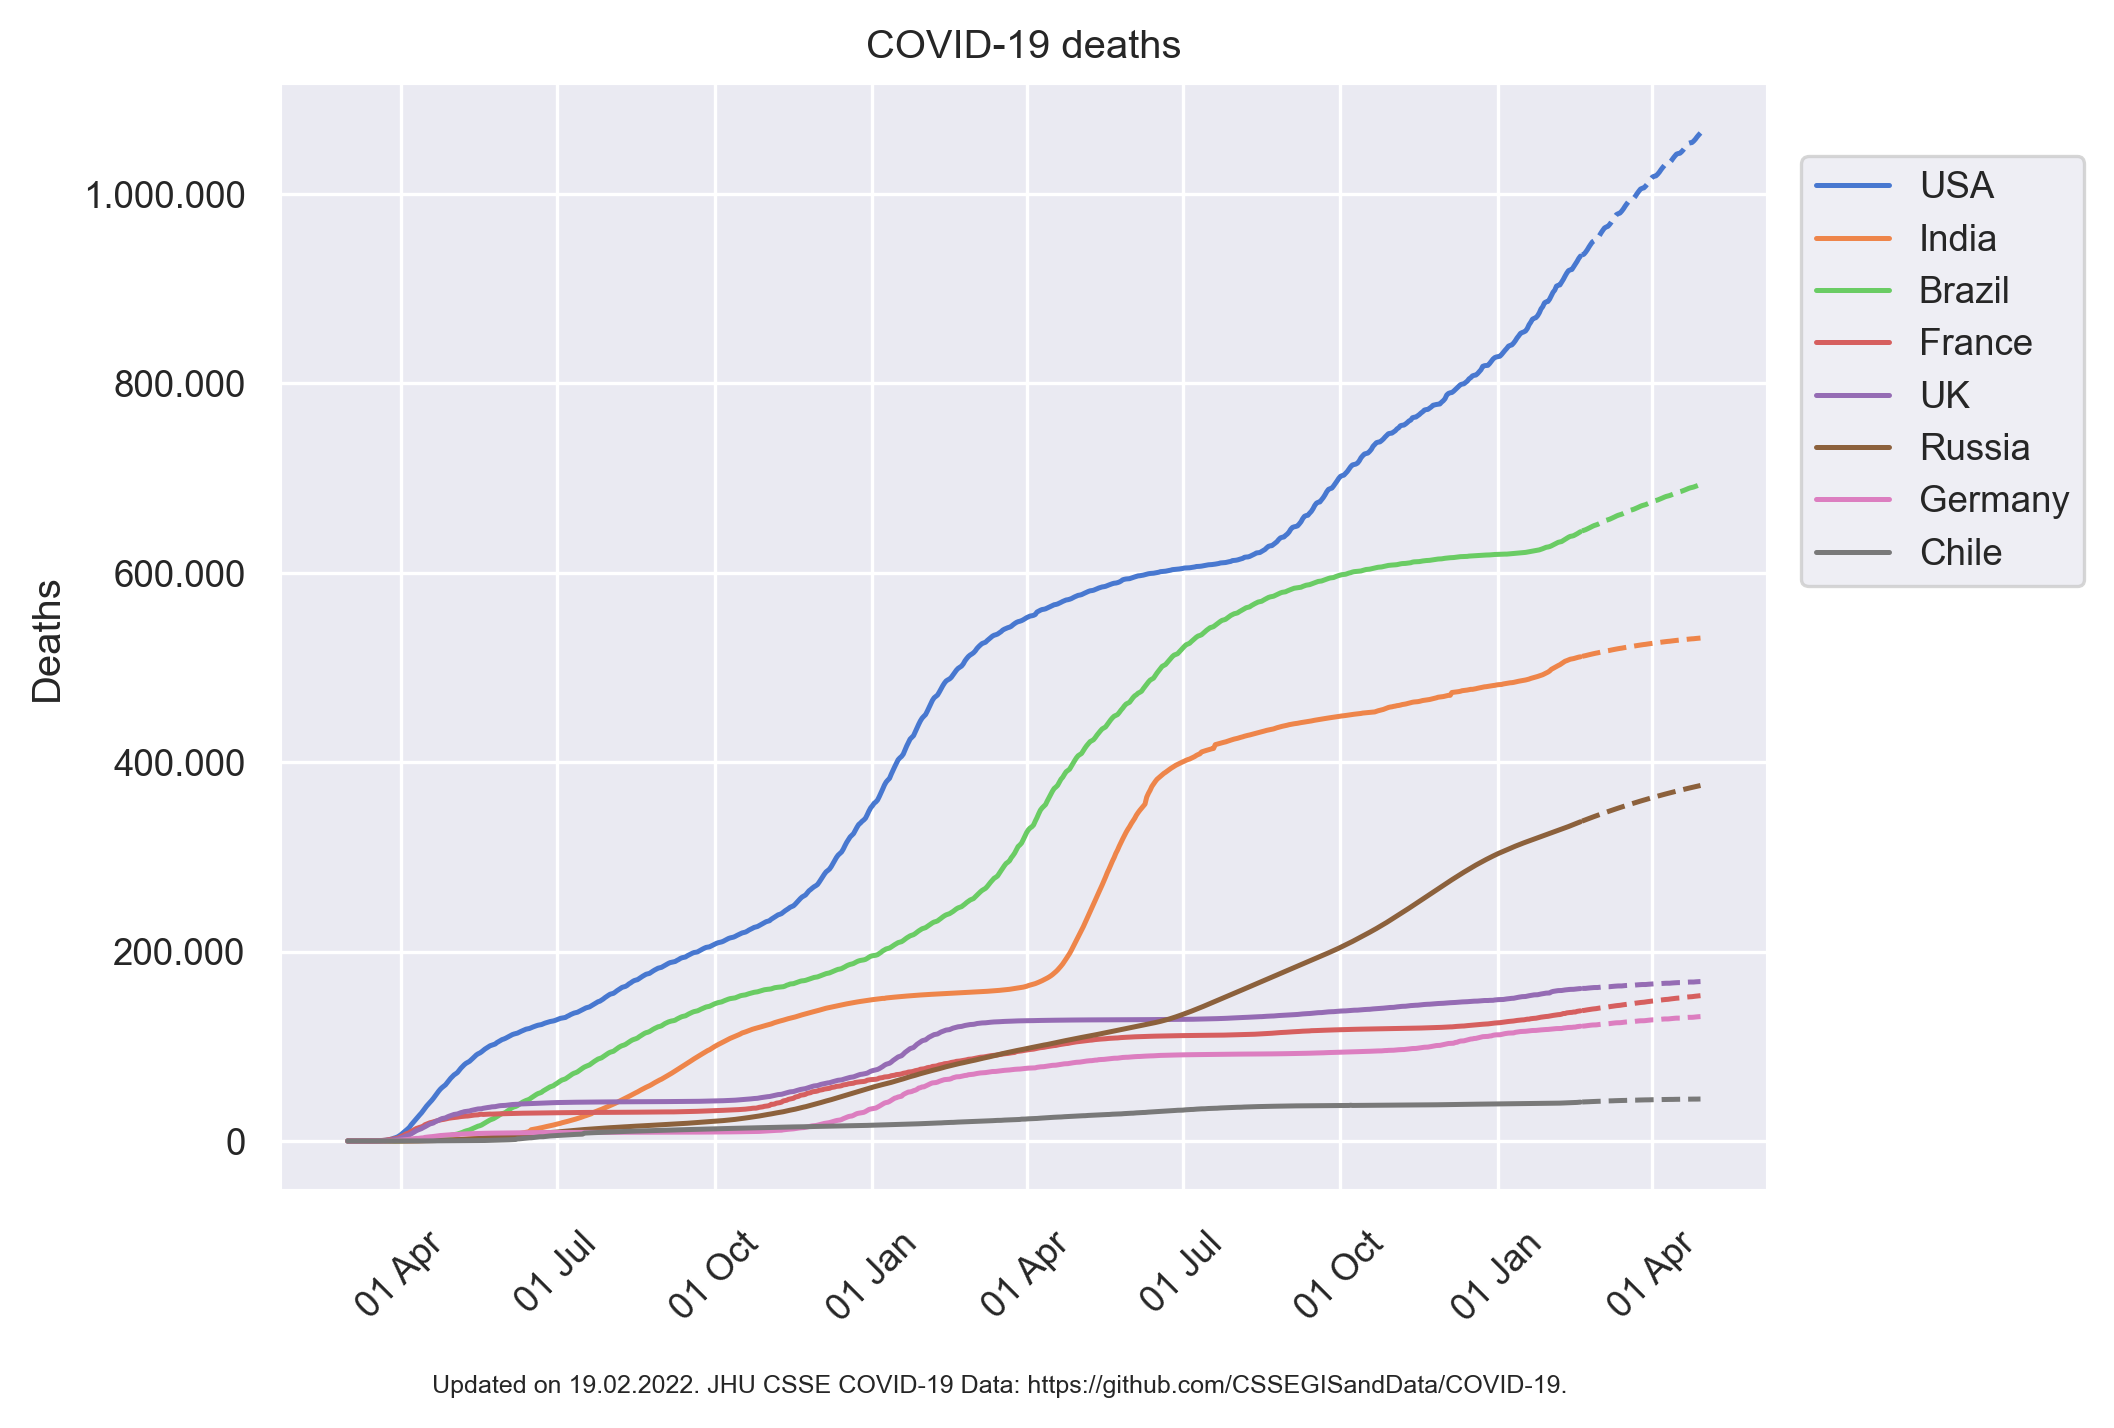 COVID-19 deaths
Deaths
1.000.000
800.000
600.000
400.000
200.000
0
01 Apr
01 Jul
01 Oct
01 Jan
01 Apr
01 Jul
01 Oct
01 Jan
01 Apr
USA
India
Brazil
France
UK
Russia
Germany
Chile
Updated on 19.02.2022. JHU CSSE COVID-19 Data: https://github.com/CSSEGISandData/COVID-19.